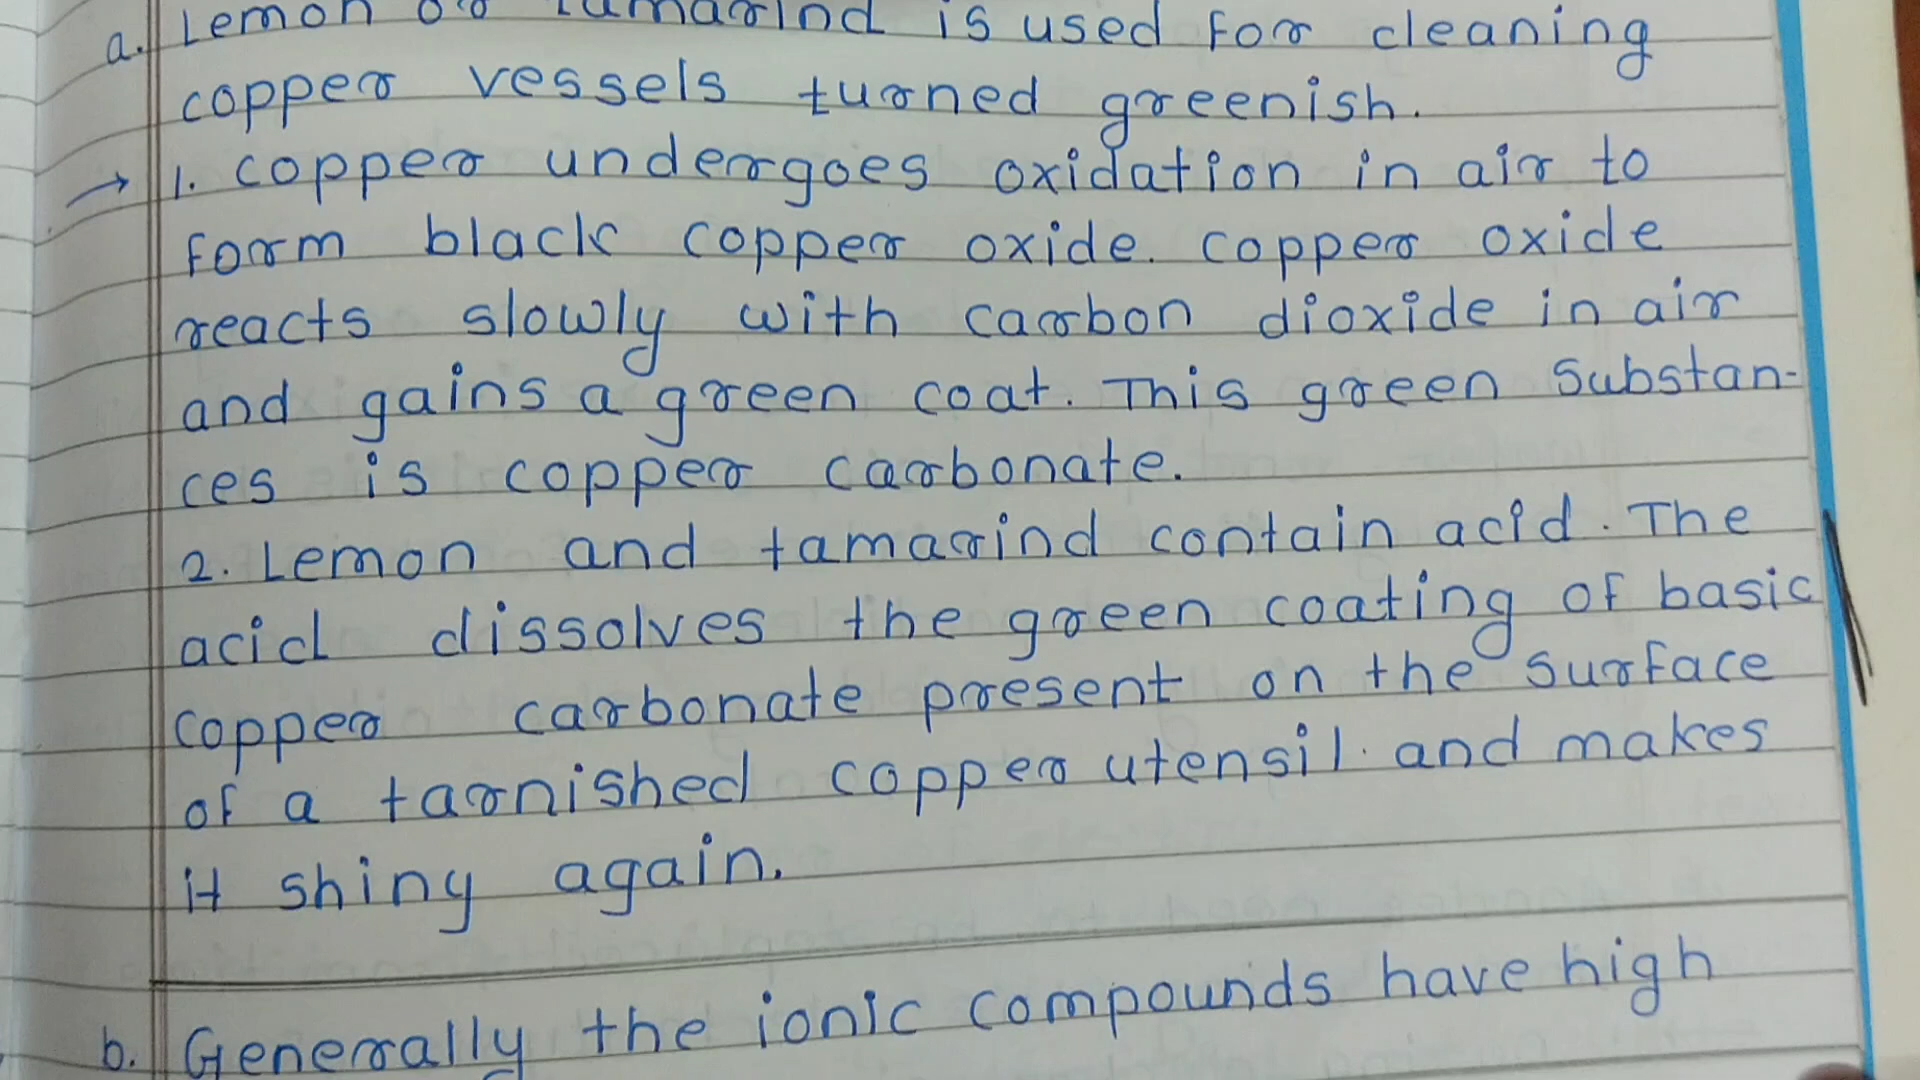 a. Lemon or tamarind is used for cleaning
copper vessels turned greenish.
→ 1. copper undergoes oxidation in air to
form black copper oxide. copper oxide
reacts slowly with carbon dioxide in air
and gains a green coat. This green substan-
ces is copper carbonate.
2. Lemon and tamarind contain acid. The
acid dissolves the green coating of basic
copper carbonate present on the surface
of a tarnished copper utensil. and makes
it shiny again.
b. Generally the ionic compounds have high